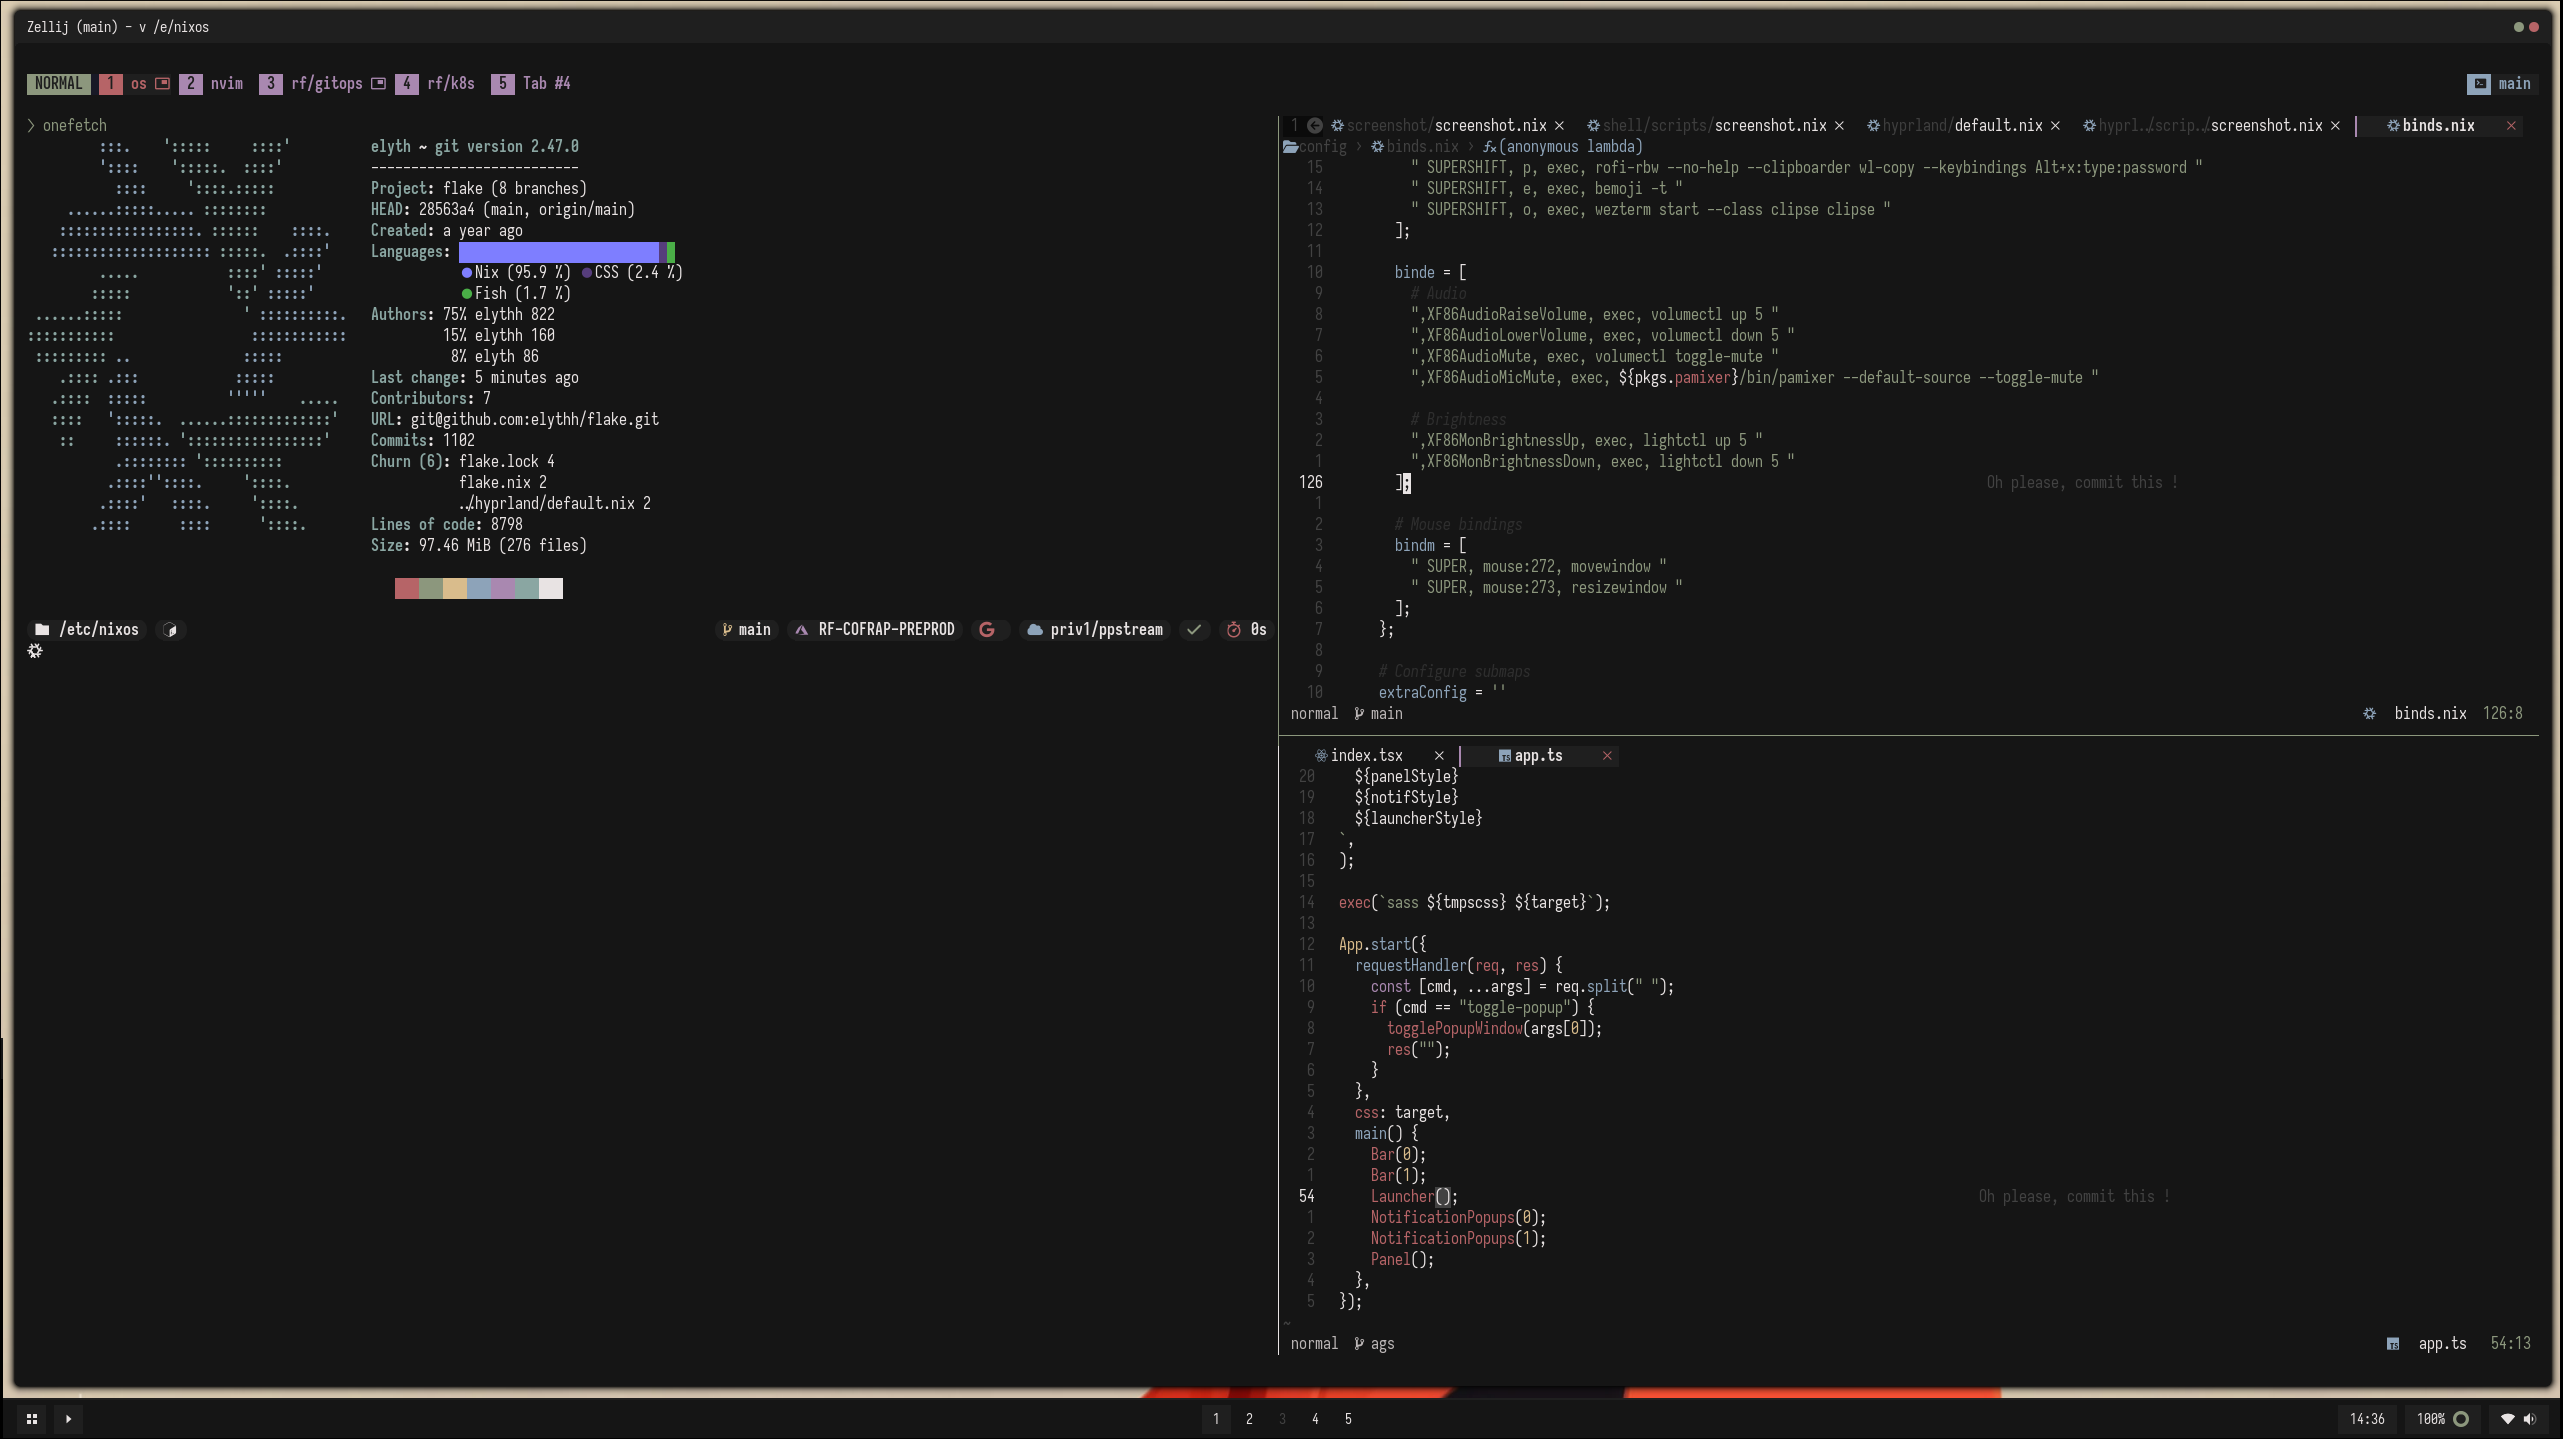 Zellij (main) - v /e/nixos
NORMAL 1 os 2 nvim 3 rf/gitops 4 rf/k8s 5 Tab #4 main
> onefetch
elyth ~ git version 2.47.0
--------------------------
Project: flake (8 branches)
HEAD: 28563a4 (main, origin/main)
Created: a year ago
Languages:
Nix (95.9 %) CSS (2.4 %)
Fish (1.7 %)
Authors: 75% elythh 822
15% elythh 160
8% elyth 86
Last change: 5 minutes ago
Contributors: 7
URL: git@github.com:elythh/flake.git
Commits: 1102
Churn (6): flake.lock 4
flake.nix 2
../hyprland/default.nix 2
Lines of code: 8798
Size: 97.46 MiB (276 files)
/etc/nixos main RF-COFRAP-PREPROD priv1/ppstream 0s
1 screenshot/screenshot.nix × shell/scripts/screenshot.nix × hyprland/default.nix × hyprl../scrip../screenshot.nix × binds.nix ×
config > binds.nix > (anonymous lambda)
15 " SUPERSHIFT, p, exec, rofi-rbw --no-help --clipboarder wl-copy --keybindings Alt+x:type:password "
14 " SUPERSHIFT, e, exec, bemoji -t "
13 " SUPERSHIFT, o, exec, wezterm start --class clipse clipse "
12 ];
11
10 binde = [
9 # Audio
8 ",XF86AudioRaiseVolume, exec, volumectl up 5 "
7 ",XF86AudioLowerVolume, exec, volumectl down 5 "
6 ",XF86AudioMute, exec, volumectl toggle-mute "
5 ",XF86AudioMicMute, exec, ${pkgs.pamixer}/bin/pamixer --default-source --toggle-mute "
4
3 # Brightness
2 ",XF86MonBrightnessUp, exec, lightctl up 5 "
1 ",XF86MonBrightnessDown, exec, lightctl down 5 "
126 ]; Oh please, commit this !
1
2 # Mouse bindings
3 bindm = [
4 " SUPER, mouse:272, movewindow "
5 " SUPER, mouse:273, resizewindow "
6 ];
7 };
8
9 # Configure submaps
10 extraConfig = ''
normal main binds.nix 126:8
index.tsx × app.ts ×
20 ${panelStyle}
19 ${notifStyle}
18 ${launcherStyle}
17 `,
16 );
15
14 exec(`sass ${tmpscss} ${target}`);
13
12 App.start({
11 requestHandler(req, res) {
10 const [cmd, ...args] = req.split(" ");
9 if (cmd == "toggle-popup") {
8 togglePopupWindow(args[0]);
7 res("");
6 }
5 },
4 css: target,
3 main() {
2 Bar(0);
1 Bar(1);
54 Launcher(); Oh please, commit this !
1 NotificationPopups(0);
2 NotificationPopups(1);
3 Panel();
4 },
5 });
~
normal ags app.ts 54:13
1 2 3 4 5 14:36 100%